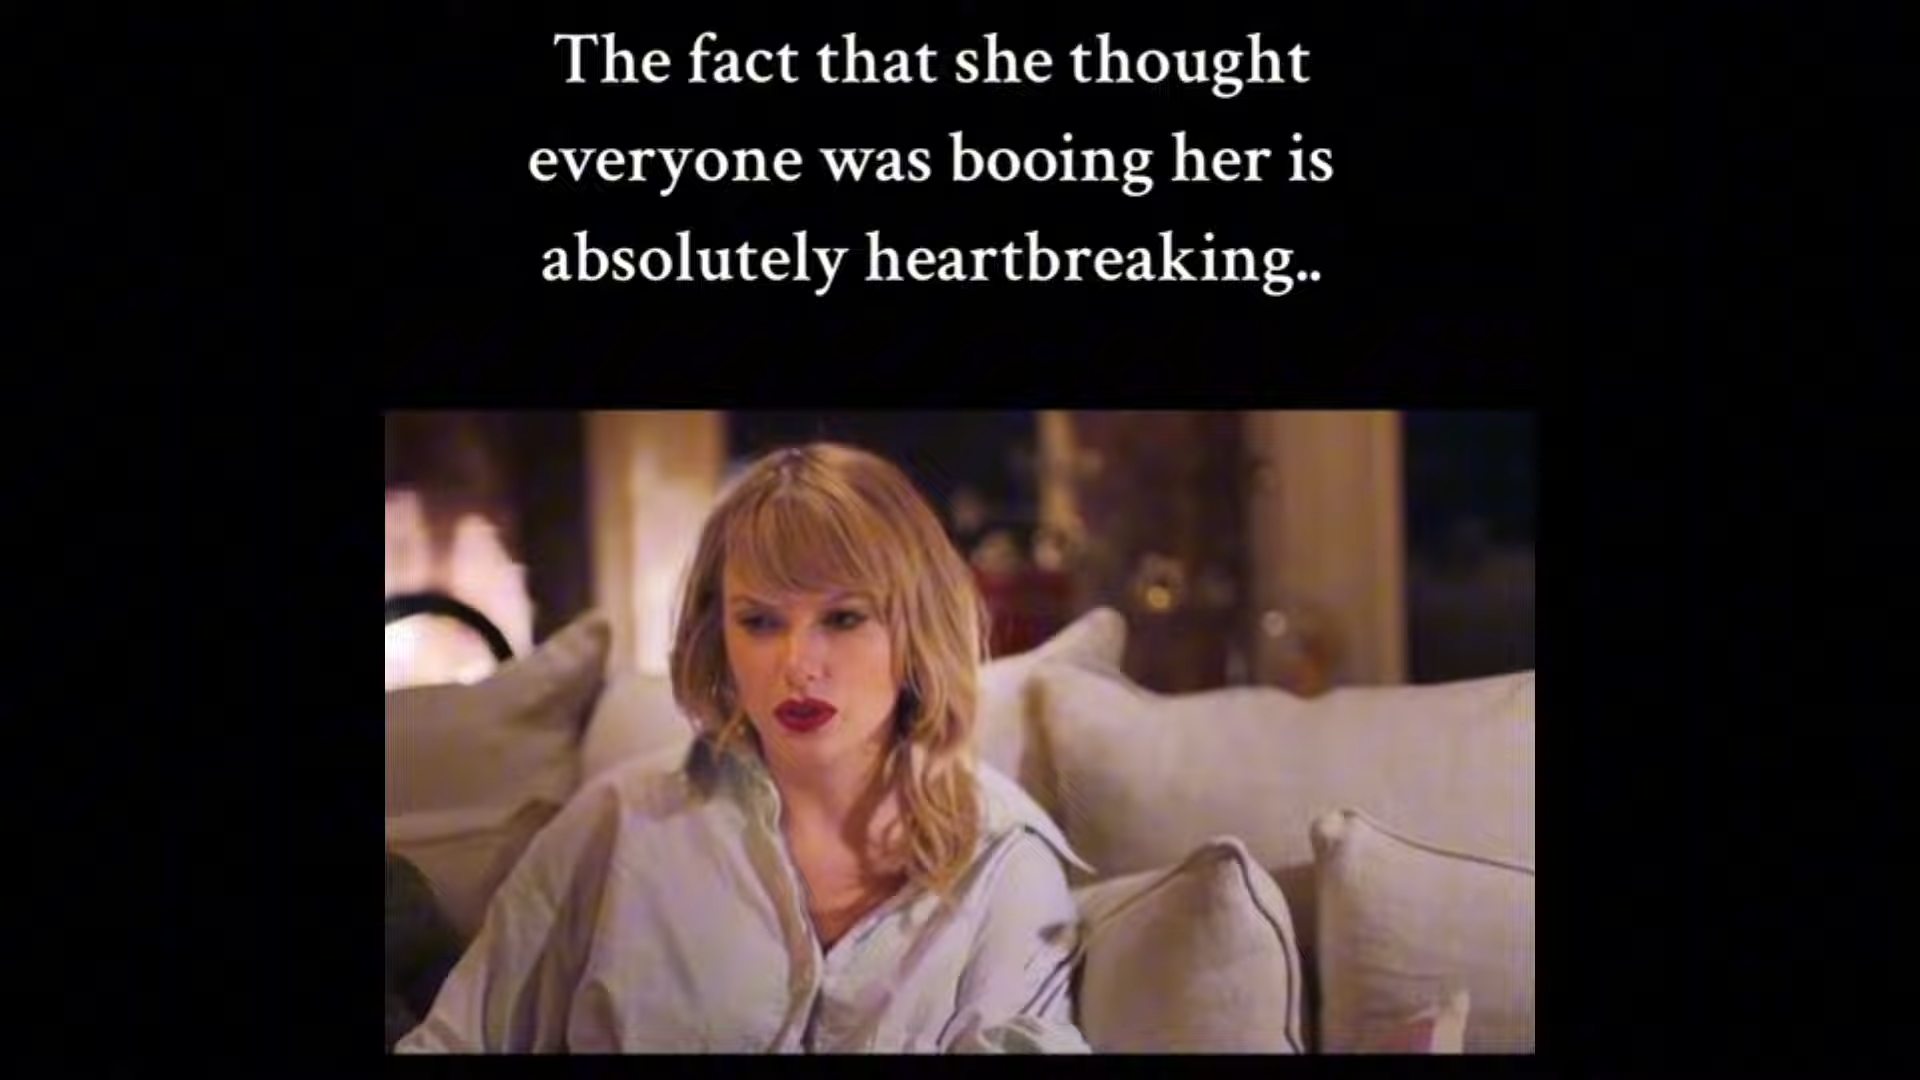 The fact that she thought
everyone was booing her is
absolutely heartbreaking..